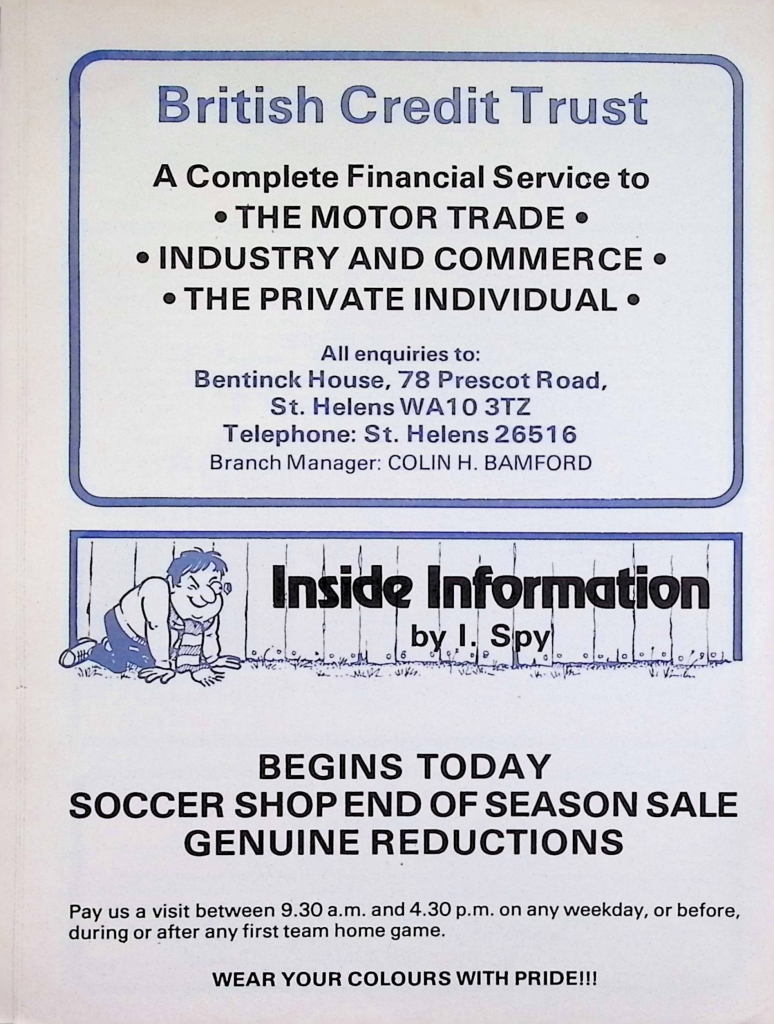 British Credit Trust
A Complete Financial Service to
• THE MOTOR TRADE •
• INDUSTRY AND COMMERCE •
• THE PRIVATE INDIVIDUAL •
All enquiries to:
Bentinck House, 78 Prescot Road,
St. Helens WA10 3TZ
Telephone: St. Helens 26516
Branch Manager: COLIN H. BAMFORD
Inside Information
by I. Spy
BEGINS TODAY
SOCCER SHOP END OF SEASON SALE
GENUINE REDUCTIONS
Pay us a visit between 9.30 a.m. and 4.30 p.m. on any weekday, or before,
during or after any first team home game.
WEAR YOUR COLOURS WITH PRIDE!!!